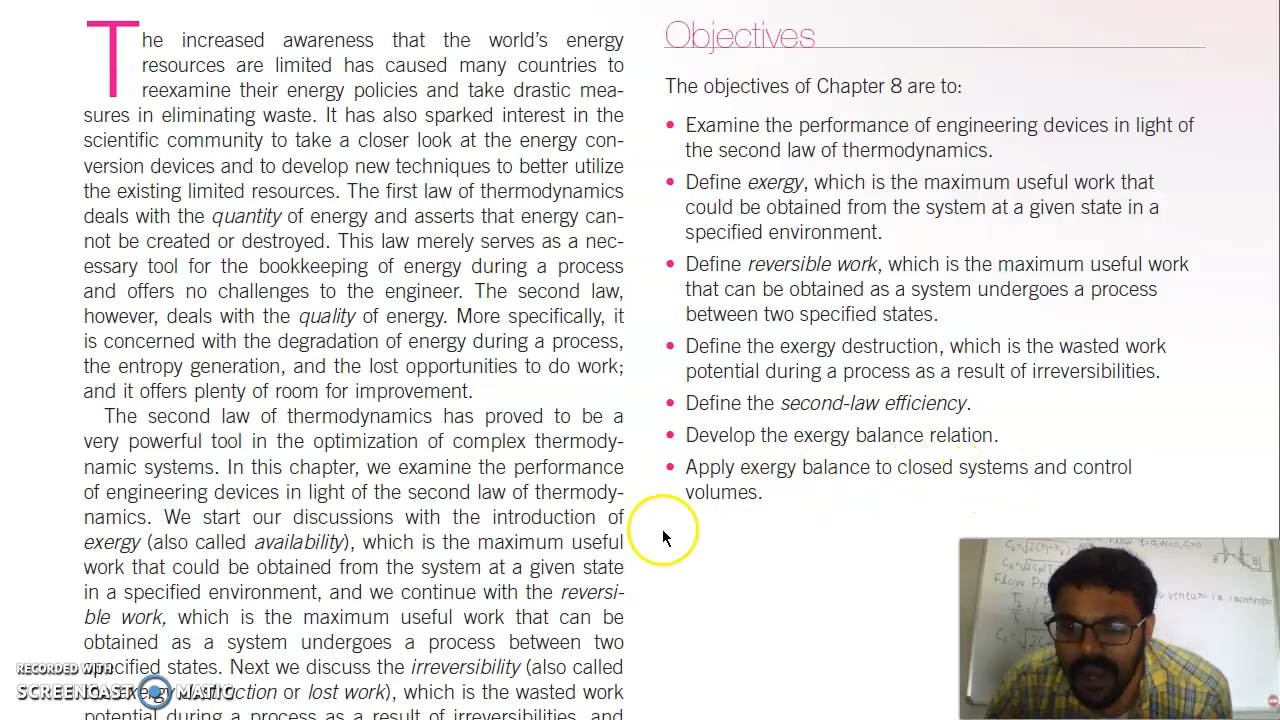 The increased awareness that the world's energy
resources are limited has caused many countries to
reexamine their energy policies and take drastic mea-
sures in eliminating waste. It has also sparked interest in the
scientific community to take a closer look at the energy con-
version devices and to develop new techniques to better utilize
the existing limited resources. The first law of thermodynamics
deals with the quantity of energy and asserts that energy can-
not be created or destroyed. This law merely serves as a nec-
essary tool for the bookkeeping of energy during a process
and offers no challenges to the engineer. The second law,
however, deals with the quality of energy. More specifically, it
is concerned with the degradation of energy during a process,
the entropy generation, and the lost opportunities to do work;
and it offers plenty of room for improvement.
The second law of thermodynamics has proved to be a
very powerful tool in the optimization of complex thermody-
namic systems. In this chapter, we examine the performance
of engineering devices in light of the second law of thermody-
namics. We start our discussions with the introduction of
exergy (also called availability), which is the maximum useful
work that could be obtained from the system at a given state
in a specified environment, and we continue with the reversi-
ble work, which is the maximum useful work that can be
obtained as a system undergoes a process between two
specified states. Next we discuss the irreversibility (also called
or lost work), which is the wasted work
potential during a process as a result of irreversibilities, and
Objectives
The objectives of Chapter 8 are to:
• Examine the performance of engineering devices in light of
the second law of thermodynamics.
• Define exergy, which is the maximum useful work that
could be obtained from the system at a given state in a
specified environment.
• Define reversible work, which is the maximum useful work
that can be obtained as a system undergoes a process
between two specified states.
• Define the exergy destruction, which is the wasted work
potential during a process as a result of irreversibilities.
• Define the second-law efficiency.
• Develop the exergy balance relation.
• Apply exergy balance to closed systems and control
volumes.
RECORDED WITH
SCREENCAST MATIC